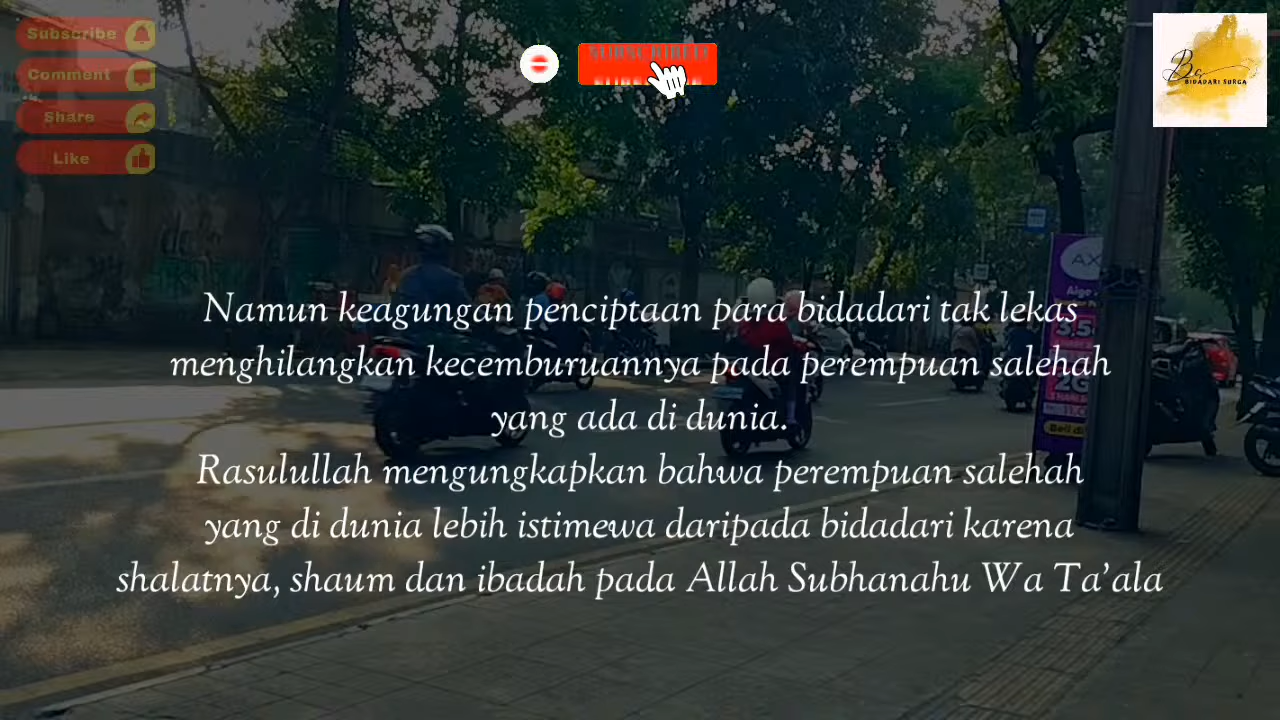 Subscribe
Comment
Share
Like
BIDADARI SURGA
AX
Namun keagungan penciptaan para bidadari tak lekas
menghilangkan kecemburuannya pada perempuan salehah
yang ada di dunia.
Rasulullah mengungkapkan bahwa perempuan salehah
yang di dunia lebih istimewa daripada bidadari karena
shalatnya, shaum dan ibadah pada Allah Subhanahu Wa Ta'ala